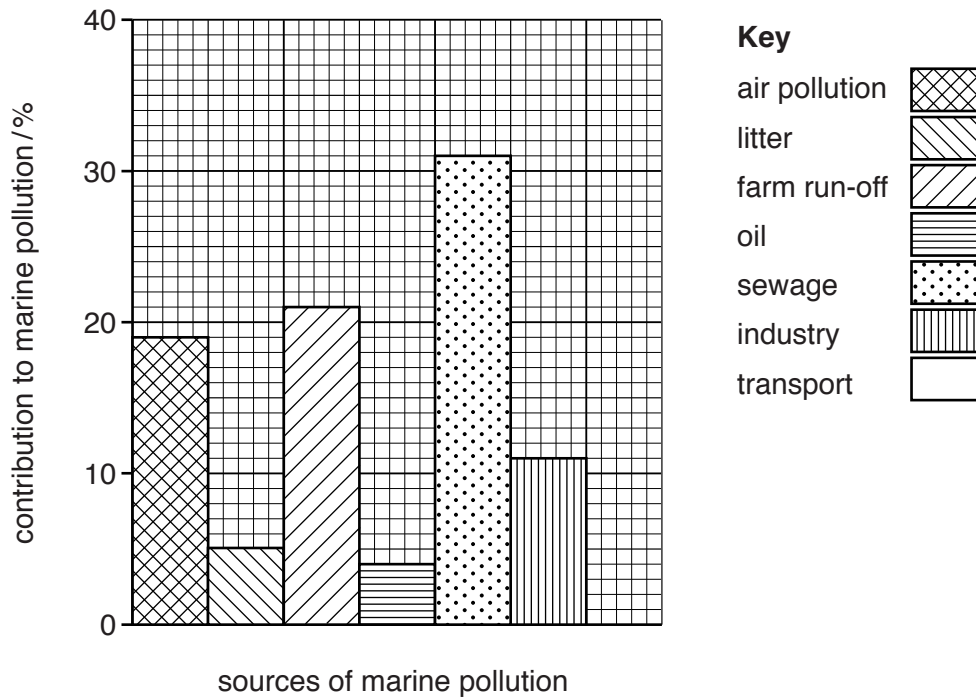 contribution to marine pollution/%
40
30
20
10
0
sources of marine pollution
Key
air pollution
litter
farm run-off
oil
sewage
industry
transport